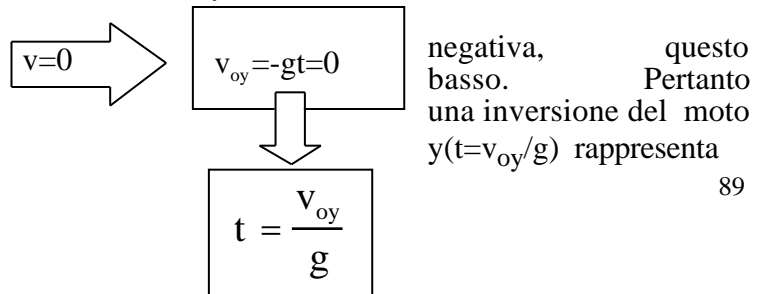 v=0
v_oy=-gt=0
t = v_oy/g
negativa, questo
basso. Pertanto
una inversione del moto
y(t=v_oy/g) rappresenta
89